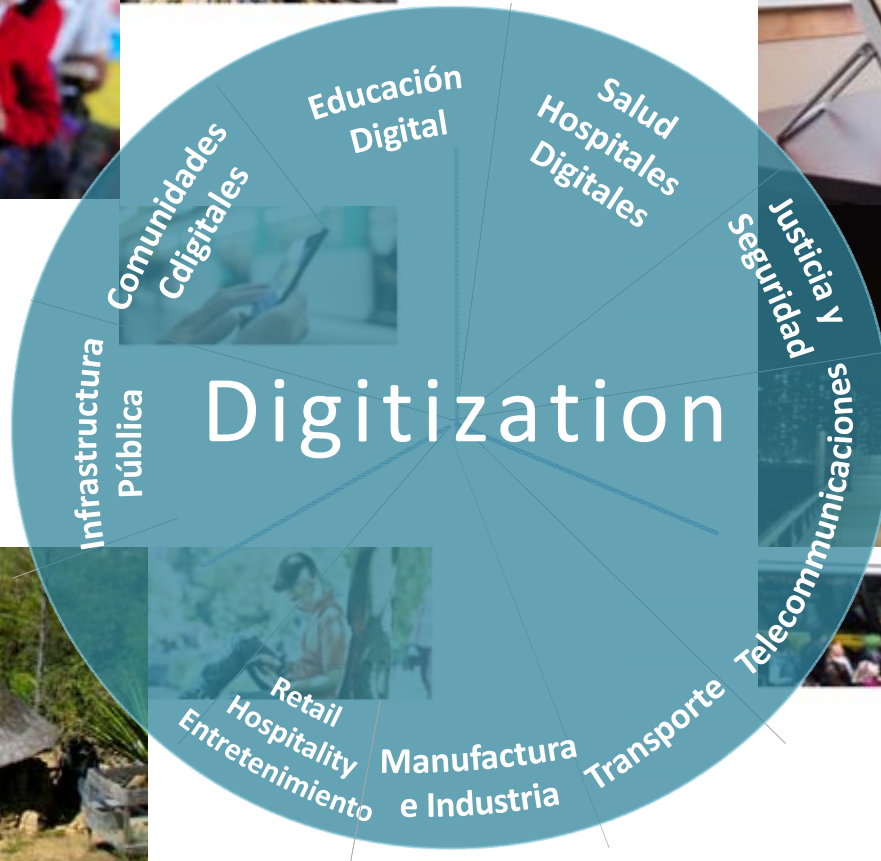 Educación
Digital
Salud
Hospitales
Digitales
Justicia y
Seguridad
Telecommunicaciones
Transporte
Manufactura
e Industria
Retail
Hospitality
Entretenimiento
Infrastructura
Pública
Comunidades
Cdigitales
Digitization